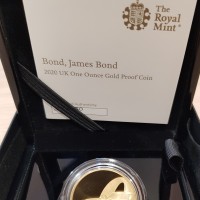 The
Royal
Mint
Bond, James Bond
2020 UK One Ounce Gold Proof Coin